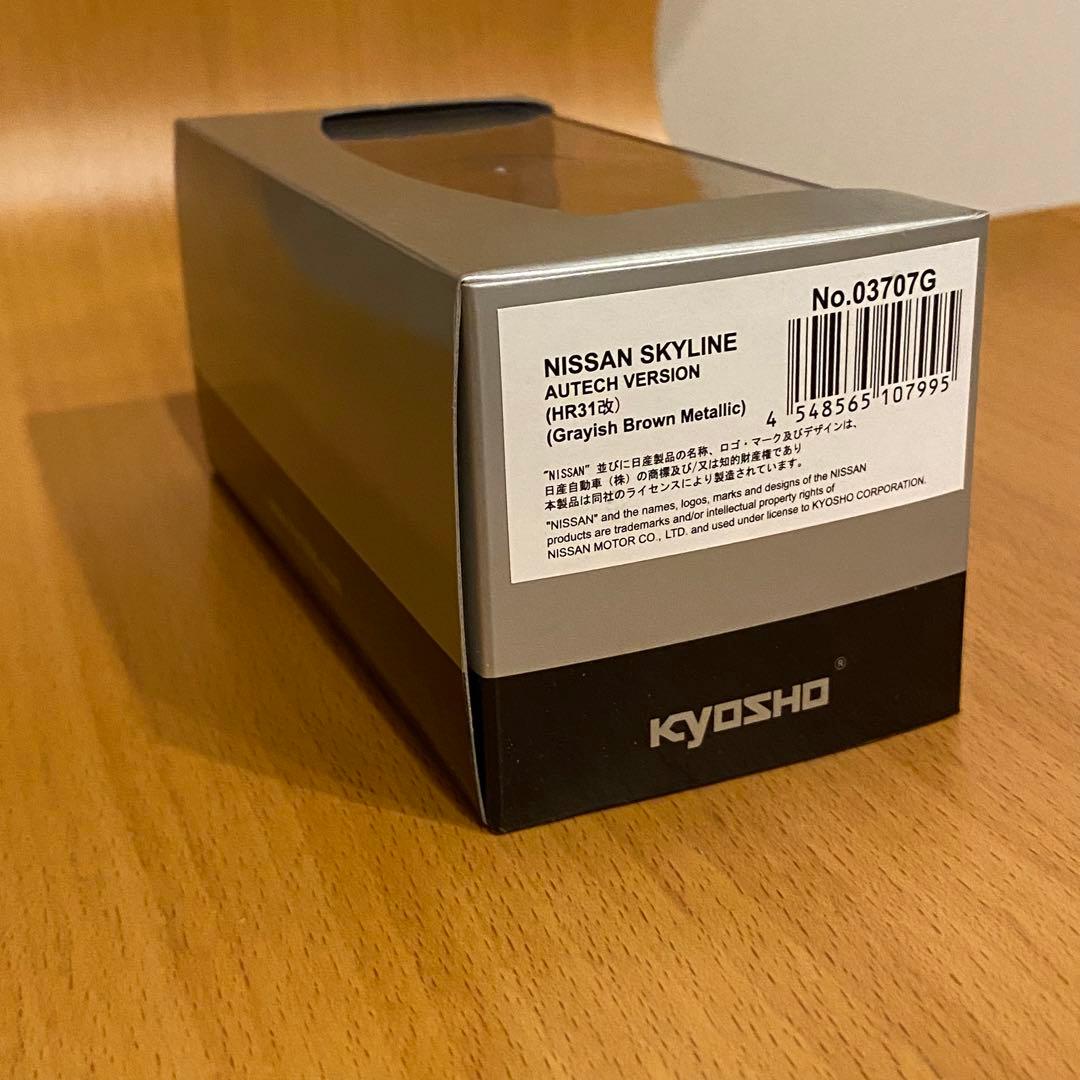 No.03707G
NISSAN SKYLINE
AUTECH VERSION
(HR31改)
(Grayish Brown Metallic)
4 548565 107995
"NISSAN" 並びに日産製品の名称、ロゴ・マーク及びデザインは、
日産自動車（株）の商標及び/又は知的財産権であり
本製品は同社のライセンスにより製造されています。
"NISSAN" and the names, logos, marks and designs of the NISSAN
products are trademarks and/or intellectual property rights of
NISSAN MOTOR CO., LTD. and used under license to KYOSHO CORPORATION.
KYOSHO®